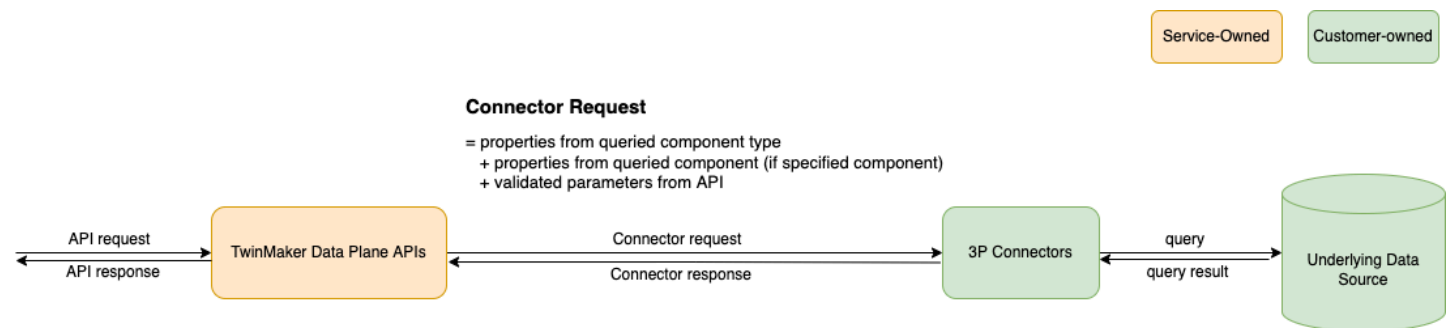 Service-Owned
Customer-owned
Connector Request
= properties from queried component type
+ properties from queried component (if specified component)
+ validated parameters from API
API request
API response
TwinMaker Data Plane APIs
Connector request
Connector response
3P Connectors
query
query result
Underlying Data
Source